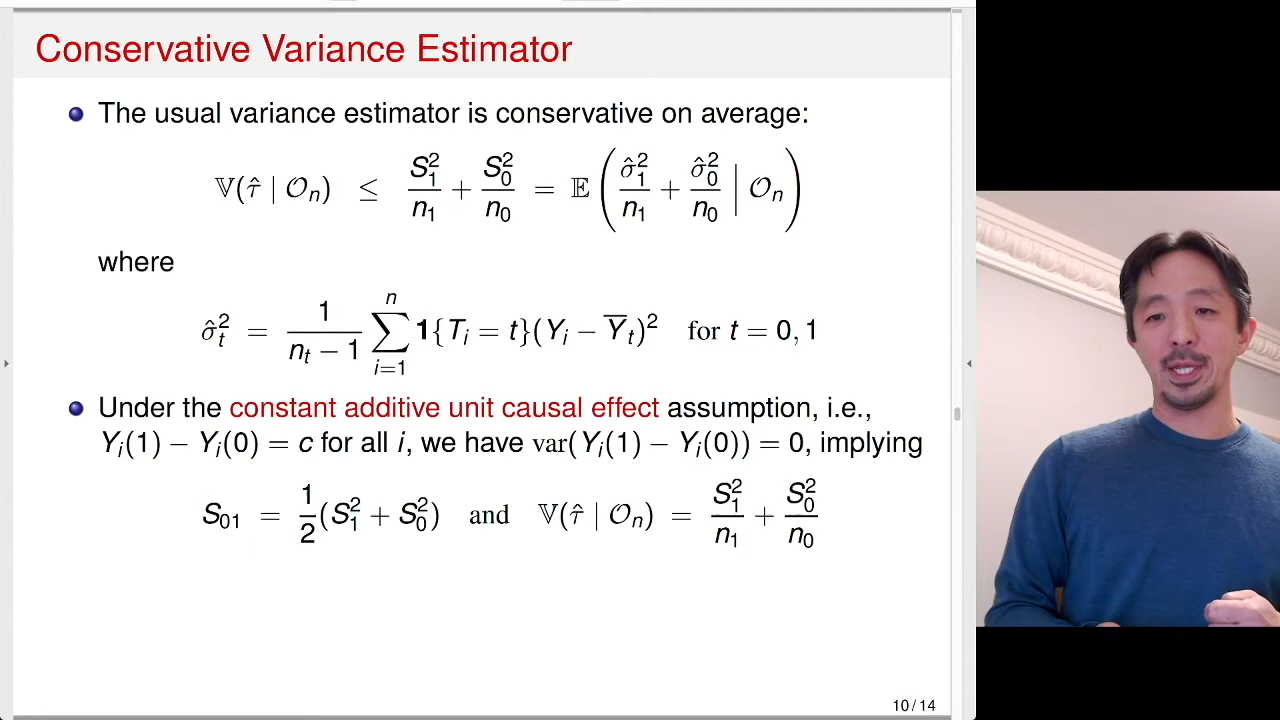 Conservative Variance Estimator
The usual variance estimator is conservative on average:
𝕍(τ̂ | 𝒪ₙ) ≤ S₁²/n₁ + S₀²/n₀ = 𝔼(σ̂₁²/n₁ + σ̂₀²/n₀ | 𝒪ₙ)
where
σ̂ₜ² = 1/(nₜ − 1) ∑ᵢ₌₁ⁿ 𝟏{Tᵢ = t}(Yᵢ − Y̅ₜ)² for t = 0, 1
Under the constant additive unit causal effect assumption, i.e.,
Yᵢ(1) − Yᵢ(0) = c for all i, we have var(Yᵢ(1) − Yᵢ(0)) = 0, implying
S₀₁ = 1/2(S₁² + S₀²) and 𝕍(τ̂ | 𝒪ₙ) = S₁²/n₁ + S₀²/n₀
10 / 14